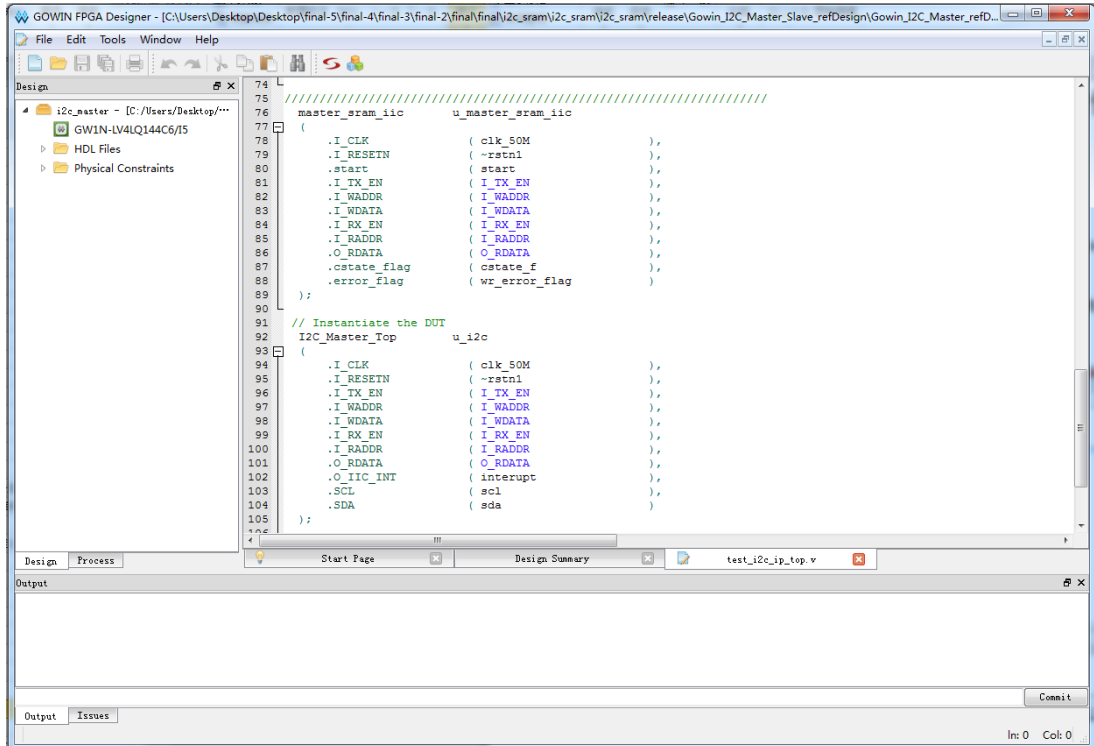 GOWIN FPGA Designer - [C:\Users\Desktop\Desktop\final-5\final-4\final-3\final-2\final\final\i2c_sram\i2c_sram\i2c_sram\release\Gowin_I2C_Master_Slave_refDesign\Gowin_I2C_Master_refD...
File Edit Tools Window Help
Design
i2c_master - [C:/Users/Desktop/···
GW1N-LV4LQ144C6/I5
HDL Files
Physical Constraints
74
75 //////////////////////////////////////////////////////////////////////
76 master_sram_iic u_master_sram_iic
77 (
78 .I_CLK ( clk_50M ),
79 .I_RESETN ( ~rstn1 ),
80 .start ( start ),
81 .I_TX_EN ( I_TX_EN ),
82 .I_WADDR ( I_WADDR ),
83 .I_WDATA ( I_WDATA ),
84 .I_RX_EN ( I_RX_EN ),
85 .I_RADDR ( I_RADDR ),
86 .O_RDATA ( O_RDATA ),
87 .cstate_flag ( cstate_f ),
88 .error_flag ( wr_error_flag )
89 );
90
91 // Instantiate the DUT
92 I2C_Master_Top u_i2c
93 (
94 .I_CLK ( clk_50M ),
95 .I_RESETN ( ~rstn1 ),
96 .I_TX_EN ( I_TX_EN ),
97 .I_WADDR ( I_WADDR ),
98 .I_WDATA ( I_WDATA ),
99 .I_RX_EN ( I_RX_EN ),
100 .I_RADDR ( I_RADDR ),
101 .O_RDATA ( O_RDATA ),
102 .O_IIC_INT ( interupt ),
103 .SCL ( scl ),
104 .SDA ( sda )
105 );
106
Design Process
Start Page Design Summary test_i2c_ip_top.v
Output
Commit
Output Issues
ln: 0 Col: 0